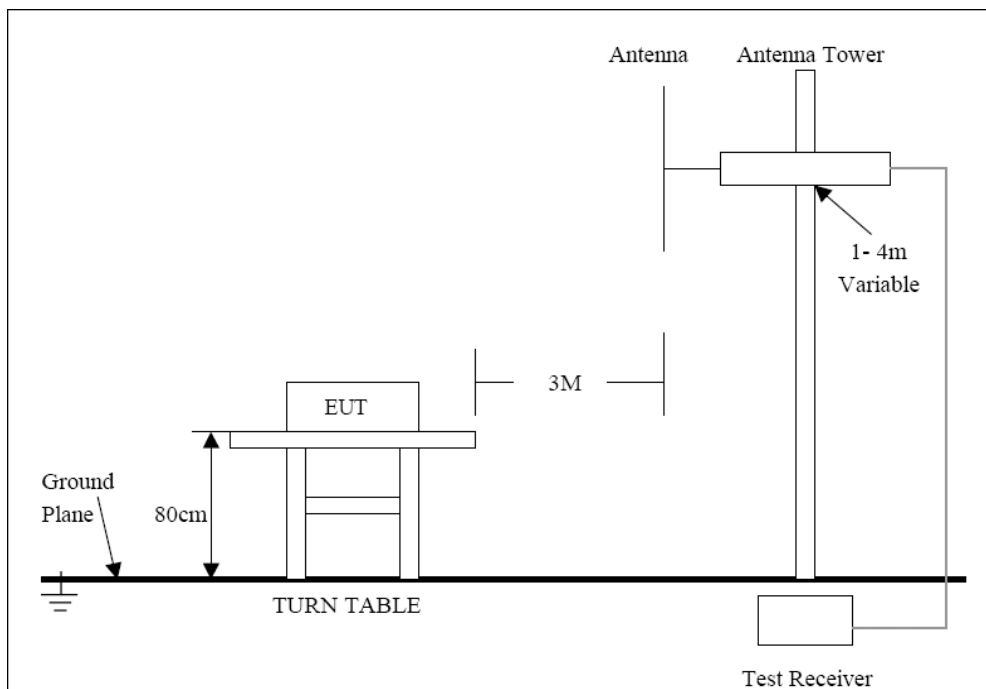 Antenna
Antenna Tower
1- 4m
Variable
3M
EUT
Ground
Plane
80cm
TURN TABLE
Test Receiver